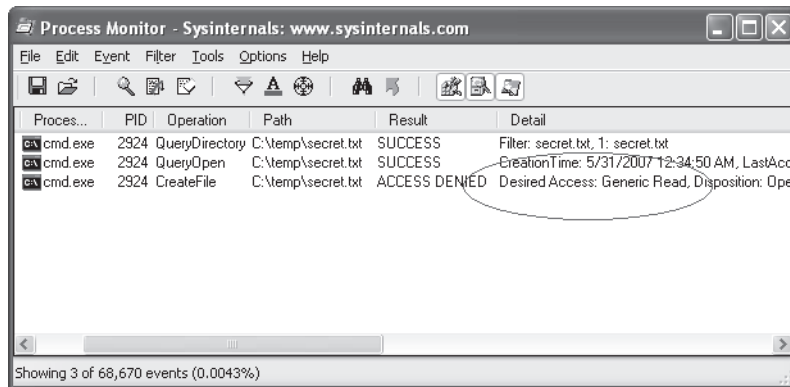 Process Monitor - Sysinternals: www.sysinternals.com
File Edit Event Filter Tools Options Help
Proces... PID Operation Path Result Detail
cmd.exe 2924 QueryDirectory C:\temp\secret.txt SUCCESS Filter: secret.txt, 1: secret.txt
cmd.exe 2924 QueryOpen C:\temp\secret.txt SUCCESS CreationTime: 5/31/2007 12:34:50 AM, LastAcc
cmd.exe 2924 CreateFile C:\temp\secret.txt ACCESS DENIED Desired Access: Generic Read, Disposition: Ope
Showing 3 of 68,670 events (0.0043%)